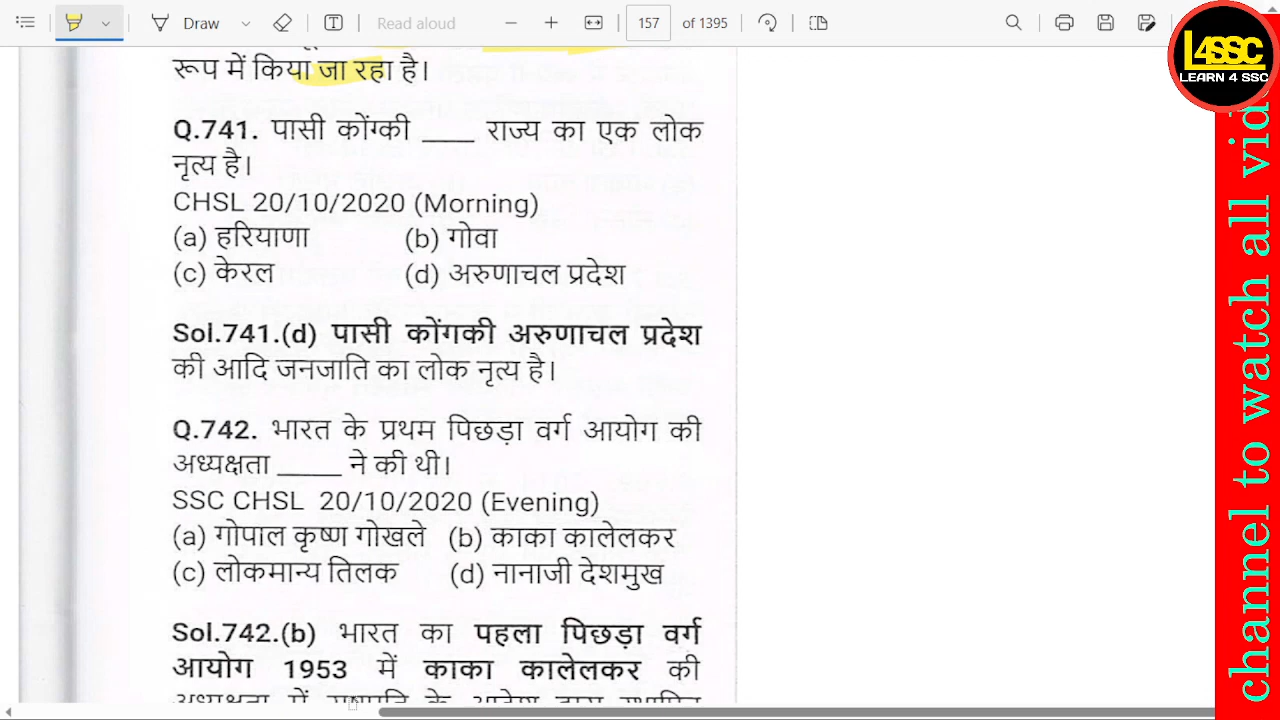 Draw
Read aloud
157
of 1395
L4SSC
LEARN 4 SSC
रूप में किया जा रहा है।
Q.741. पासी कोंग्की ____ राज्य का एक लोक
नृत्य है।
CHSL 20/10/2020 (Morning)
(a) हरियाणा (b) गोवा
(c) केरल (d) अरुणाचल प्रदेश
Sol.741.(d) पासी कोंगकी अरुणाचल प्रदेश
की आदि जनजाति का लोक नृत्य है।
Q.742. भारत के प्रथम पिछड़ा वर्ग आयोग की
अध्यक्षता _____ ने की थी।
SSC CHSL 20/10/2020 (Evening)
(a) गोपाल कृष्ण गोखले (b) काका कालेलकर
(c) लोकमान्य तिलक (d) नानाजी देशमुख
Sol.742.(b) भारत का पहला पिछड़ा वर्ग
आयोग 1953 में काका कालेलकर की
channel to watch all vid